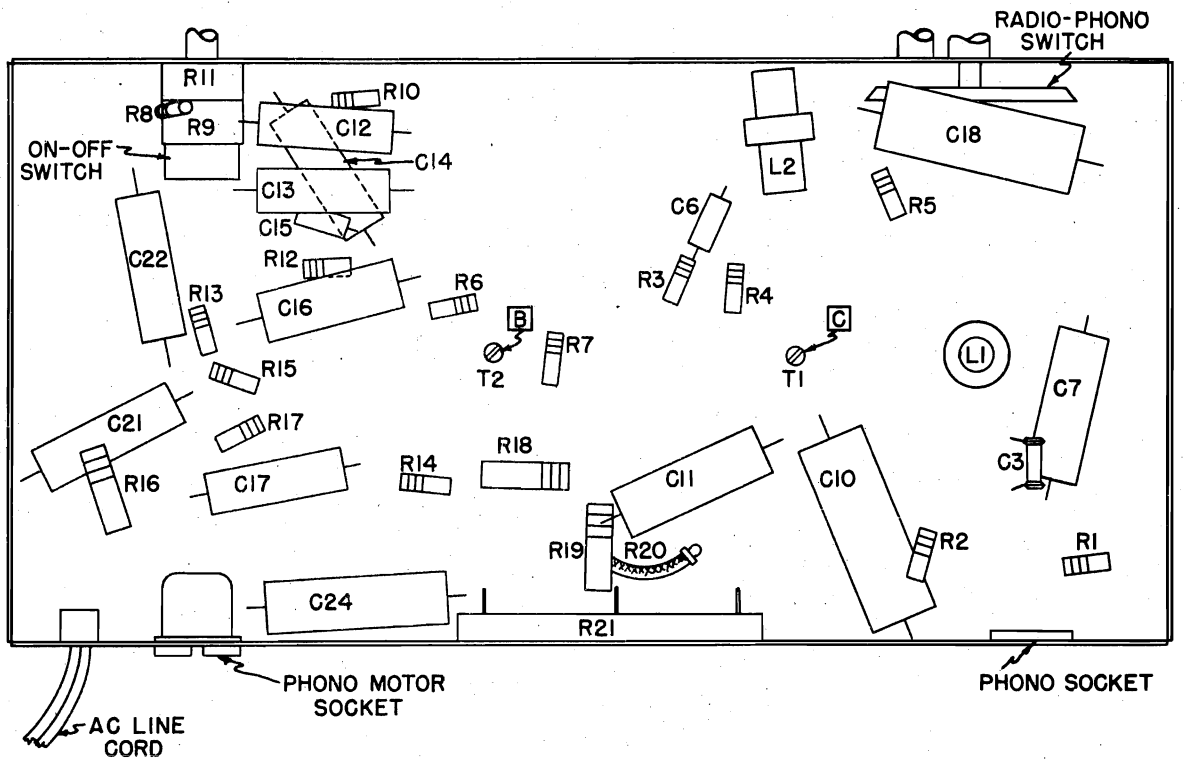 RADIO-PHONO
SWITCH
R11
R10
R8
R9
C12
C18
ON-OFF
SWITCH
C14
L2
C13
R5
C6
C15
C22
R12
R3
R4
R13
C16
R6
B
C
R7
L1
T2
T1
R15
C7
C21
R17
R18
C3
R16
C17
R14
C11
C10
R19
R20
R2
R1
C24
R21
PHONO MOTOR
SOCKET
PHONO SOCKET
AC LINE
CORD